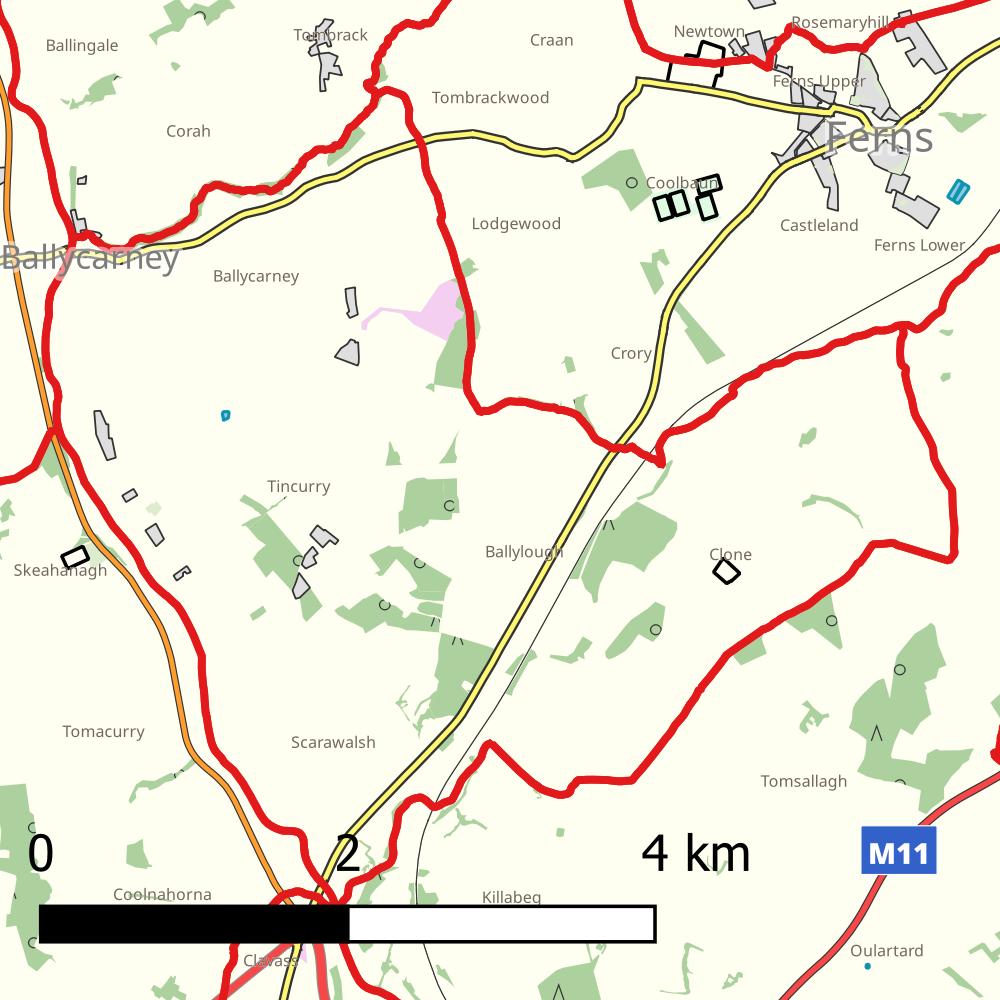 Rosemaryhill
Newtown
Tombrack
Craan
Ballingale
Ferns Upper
Tombrackwood
Corah
Ferns
Coolbaun
Lodgewood
Castleland
Ferns Lower
Ballycarney
Ballycarney
Crory
Tincurry
Ballylough
Clone
Skeahanagh
Tomacurry
Scarawalsh
Tomsallagh
0
2
4 km
M11
Coolnahorna
Killabeg
Oulartard
Clavass